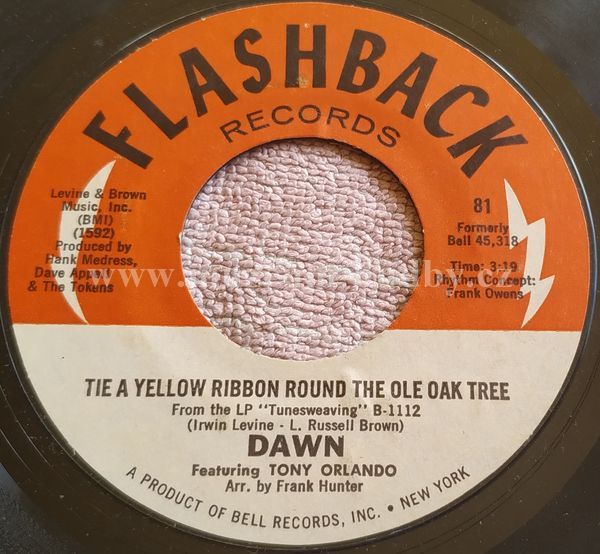 FLASHBACK
RECORDS
Levine & Brown
Music, Inc.
(BMI)
(1592)
Produced by
Hank Medress,
Dave Appell
& The Tokens
81
Formerly
Bell 45,318
Time: 3:19
Rhythm Concept:
Frank Owens
TIE A YELLOW RIBBON ROUND THE OLE OAK TREE
From the LP "Tunesweaving" B-1112
(Irwin Levine - L. Russell Brown)
DAWN
Featuring TONY ORLANDO
Arr. by Frank Hunter
A PRODUCT OF BELL RECORDS, INC. • NEW YORK